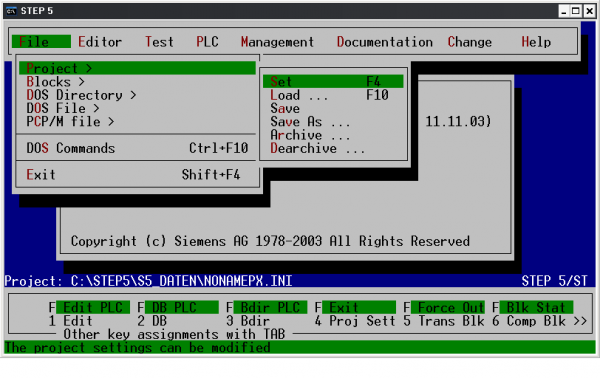 STEP 5
File Editor Test PLC Management Documentation Change Help
Project >
Blocks >
DOS Directory >
DOS File >
PCP/M file >
DOS Commands Ctrl+F10
Exit Shift+F4
Set F4
Load ... F10
Save
Save As ...
Archive ...
Dearchive ...
11.11.03)
Copyright (c) Siemens AG 1978-2003 All Rights Reserved
Project: C:\STEP5\S5_DATEN\NONAMEPX.INI STEP 5/ST
F Edit PLC F DB PLC F Bdir PLC F Exit F Force Out F Blk Stat
1 Edit 2 DB 3 Bdir 4 Proj Sett 5 Trans Blk 6 Comp Blk >>
Other key assignments with TAB
The project settings can be modified